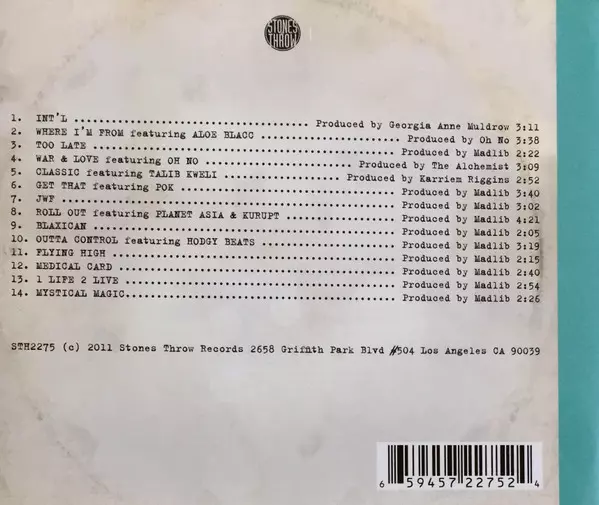 STONES
THROW
1. INT'L ........................................ Produced by Georgia Anne Muldrow 3:11
2. WHERE I'M FROM featuring ALOE BLACC ........................ Produced by Oh No 3:38
3. TOO LATE ...................................................... Produced by Madlib 2:22
4. WAR & LOVE featuring OH NO ........................... Produced by The Alchemist 3:09
5. CLASSIC featuring TALIB KWELI .................... Produced by Karriem Riggins 2:52
6. GET THAT featuring POK ........................................ Produced by Madlib 3:40
7. JWF ............................................................ Produced by Madlib 3:02
8. ROLL OUT featuring PLANET ASIA & KURUPT ................... Produced by Madlib 4:21
9. BLAXICAN ...................................................... Produced by Madlib 2:05
10. OUTTA CONTROL featuring HODGY BEATS ....................... Produced by Madlib 3:19
11. FLYING HIGH ................................................... Produced by Madlib 2:15
12. MEDICAL CARD .................................................. Produced by Madlib 2:40
13. 1 LIFE 2 LIVE ................................................. Produced by Madlib 2:54
14. MYSTICAL MAGIC................................................. Produced by Madlib 2:26
STH2275 (c) 2011 Stones Throw Records 2658 Griffith Park Blvd #504 Los Angeles CA 90039
6 59457 22752 4